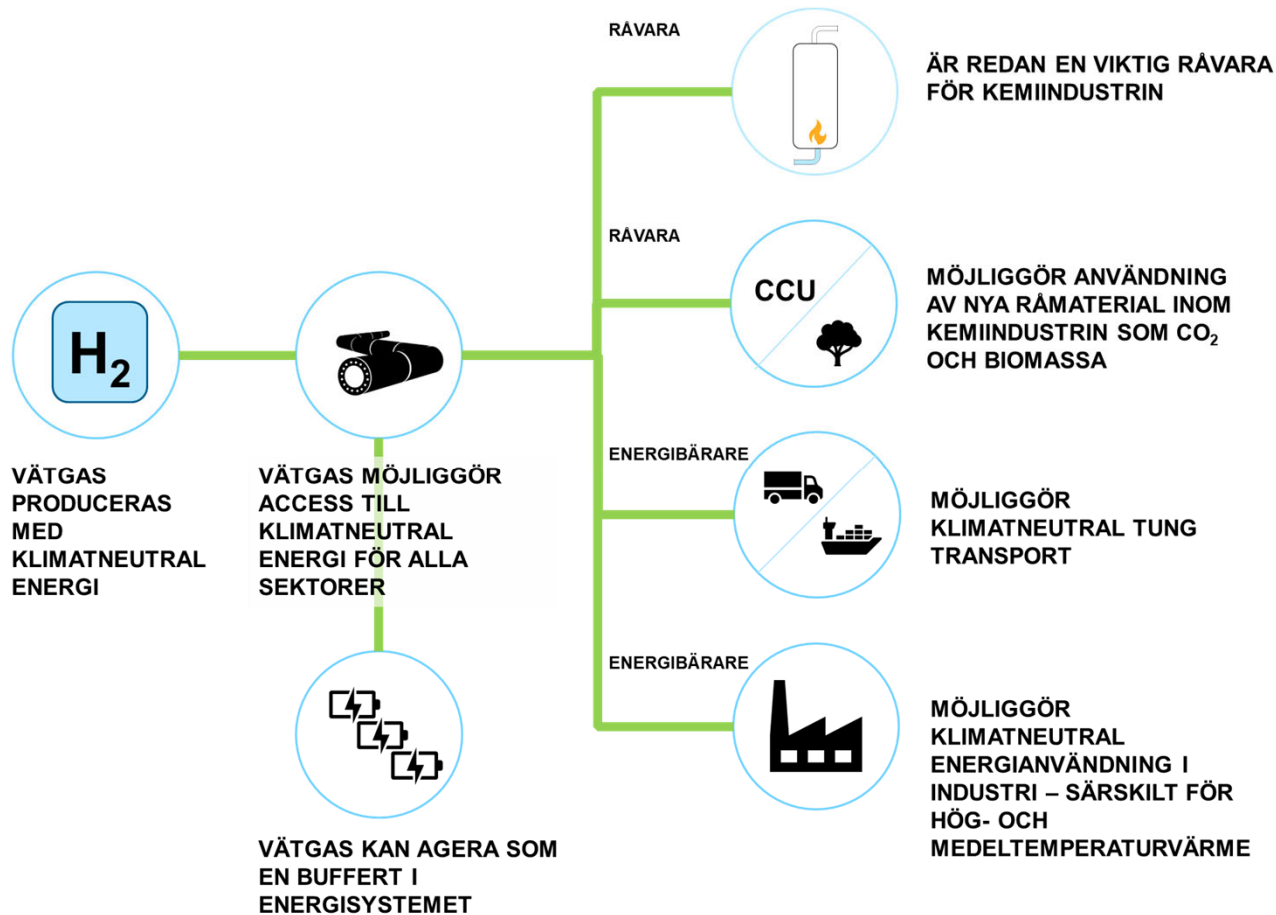 RÅVARA
ÄR REDAN EN VIKTIG RÅVARA
FÖR KEMIINDUSTRIN
RÅVARA
CCU
MÖJLIGGÖR ANVÄNDNING
AV NYA RÅMATERIAL INOM
KEMIINDUSTRIN SOM CO₂
OCH BIOMASSA
H₂
VÄTGAS
PRODUCERAS
MED
KLIMATNEUTRAL
ENERGI
VÄTGAS MÖJLIGGÖR
ACCESS TILL
KLIMATNEUTRAL
ENERGI FÖR ALLA
SEKTORER
ENERGIBÄRARE
MÖJLIGGÖR
KLIMATNEUTRAL TUNG
TRANSPORT
ENERGIBÄRARE
MÖJLIGGÖR
KLIMATNEUTRAL
ENERGIANVÄNDNING I
INDUSTRI – SÄRSKILT FÖR
HÖG- OCH
MEDELTEMPERATURVÄRME
VÄTGAS KAN AGERA SOM
EN BUFFERT I
ENERGISYSTEMET